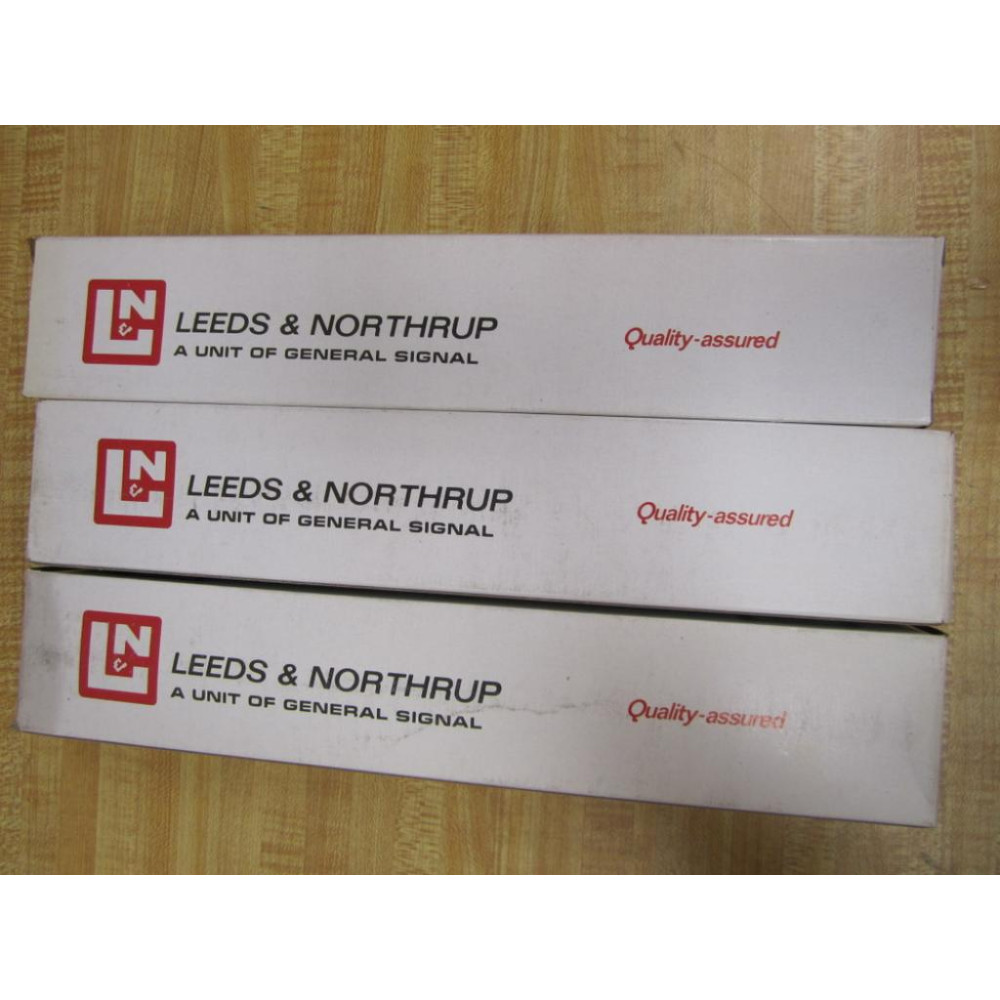 L&N
LEEDS & NORTHRUP
A UNIT OF GENERAL SIGNAL
Quality-assured
L&N
LEEDS & NORTHRUP
A UNIT OF GENERAL SIGNAL
Quality-assured
L&N
LEEDS & NORTHRUP
A UNIT OF GENERAL SIGNAL
Quality-assured